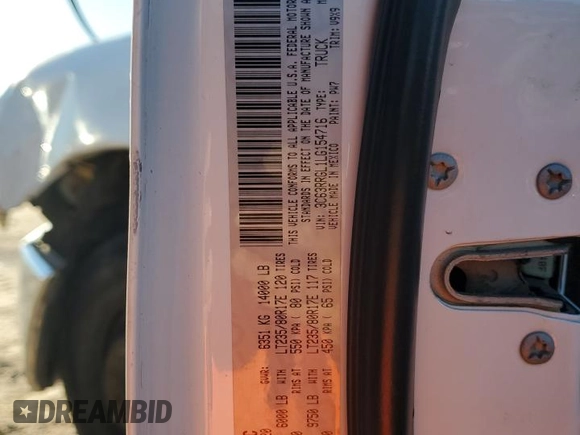 GVWR: 6351 KG 14000 LB
6000 LB WITH LT235/80R17E 120 TIRES
RIMS AT 550 KPA ( 80 PSI) COLD
9750 LB WITH LT235/80R17E 117 TIRES
RIMS AT 450 KPA ( 65 PSI) COLD
THIS VEHICLE CONFORMS TO ALL APPLICABLE U.S.A. FEDERAL MOTOR
STANDARDS IN EFFECT ON THE DATE OF MANUFACTURE SHOWN A
VIN: 3C63RRGL1LG154716 TYPE: TRUCK
VEHICLE MADE IN MEXICO PAINT: PW7 TRIM: V9X9
DREAMBID